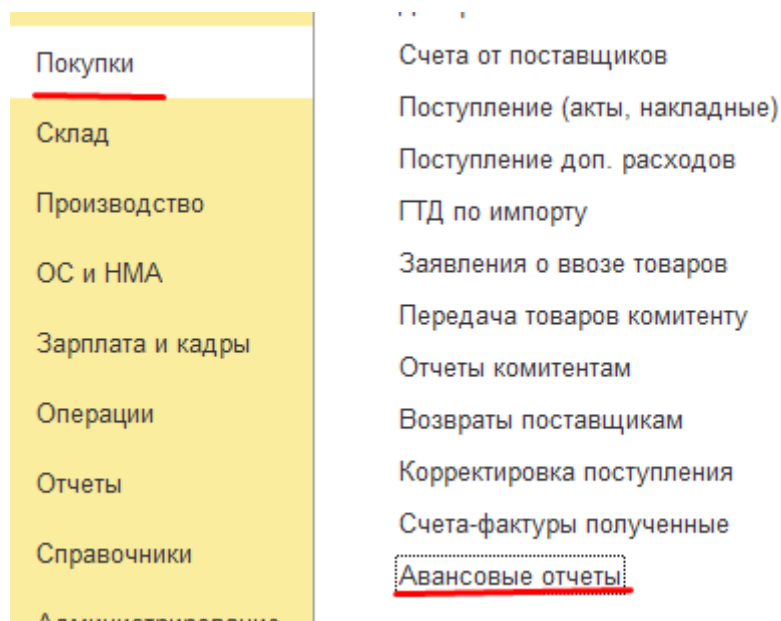 Покупки
Склад
Производство
ОС и НМА
Зарплата и кадры
Операции
Отчеты
Справочники
Администрирование
Счета от поставщиков
Поступление (акты, накладные)
Поступление доп. расходов
ГТД по импорту
Заявления о ввозе товаров
Передача товаров комитенту
Отчеты комитентам
Возвраты поставщикам
Корректировка поступления
Счета-фактуры полученные
Авансовые отчеты